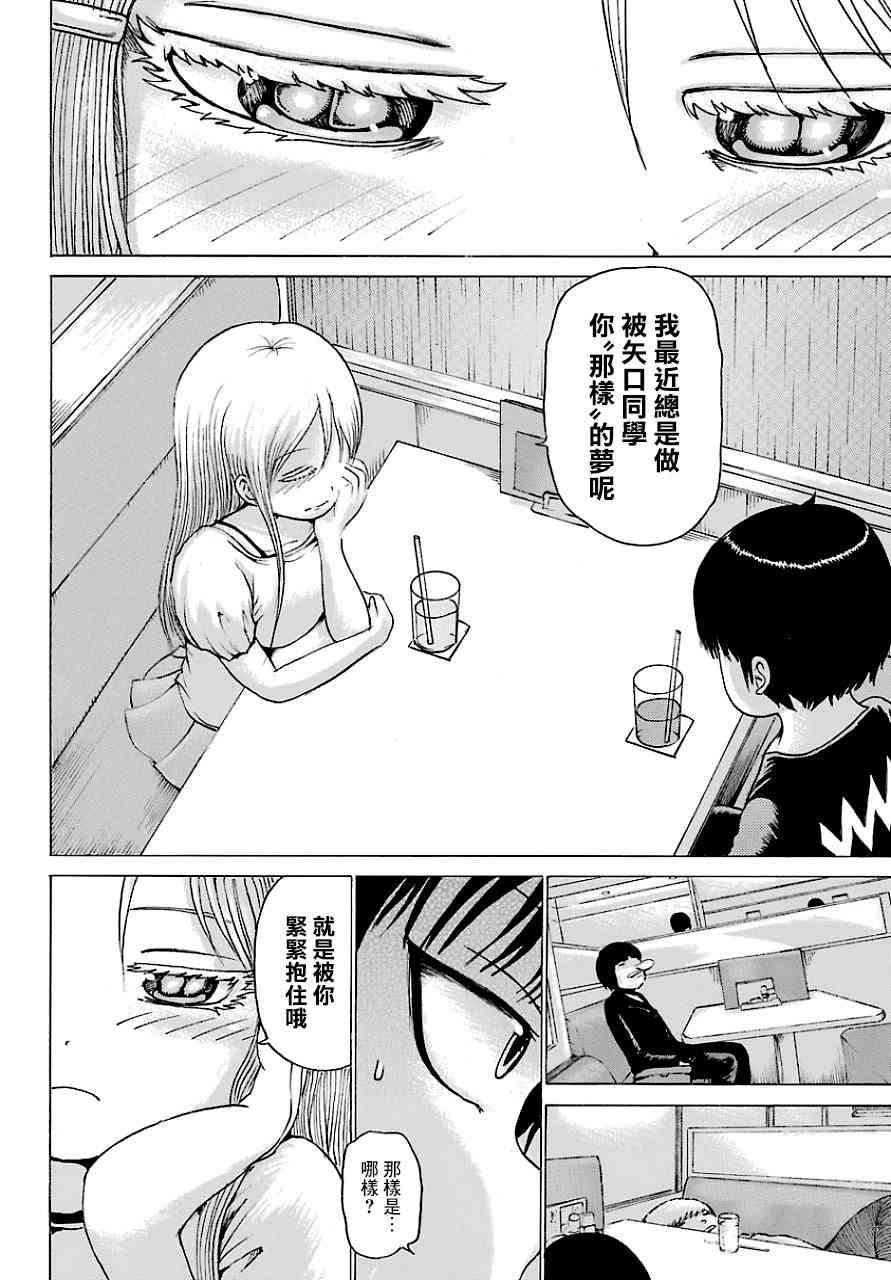 我最近總是做
被矢口同學
你〝那樣〞的夢呢
那樣是…
哪樣？
就是被你
緊緊抱住哦